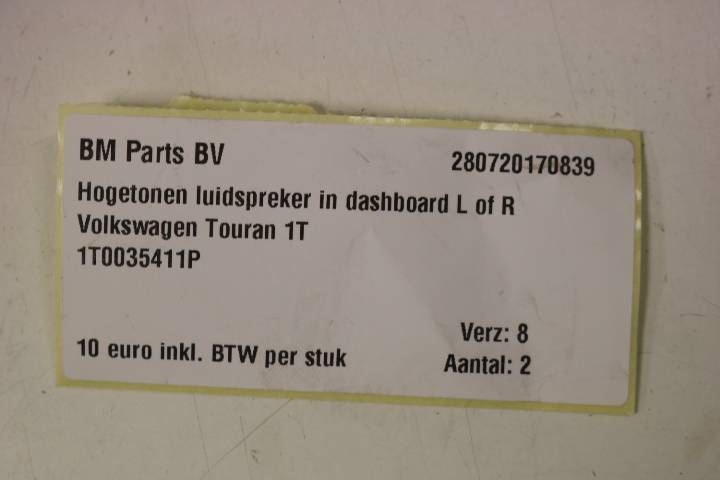 BM Parts BV 280720170839
Hogetonen luidspreker in dashboard L of R
Volkswagen Touran 1T
1T0035411P
Verz: 8
10 euro inkl. BTW per stuk Aantal: 2